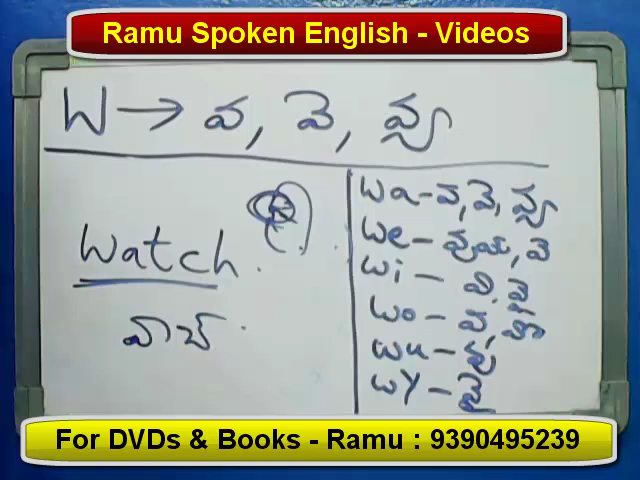 Ramu Spoken English - Videos
W → వ, వె, వ్యు
Watch
వాచ్
Wa - వ, వె, వ్యు
We - వుయ్, వె
Wi - వి, వై
Wo -
Wu -
Wy - వై
For DVDs & Books - Ramu : 9390495239